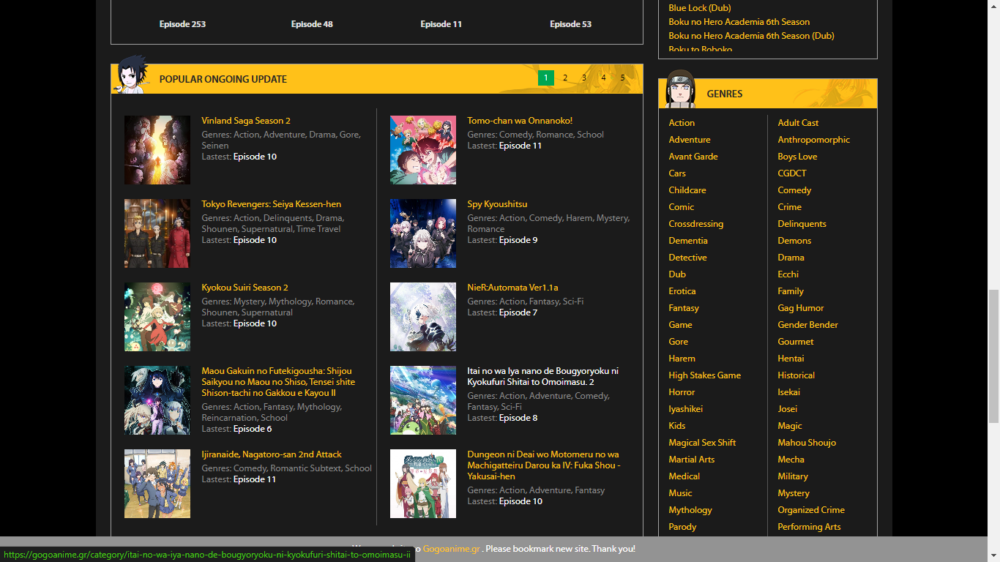 Episode 253
Episode 48
Episode 11
Episode 53
POPULAR ONGOING UPDATE
1 2 3 4 5
Vinland Saga Season 2
Genres: Action, Adventure, Drama, Gore,
Seinen
Lastest: Episode 10
Tomo-chan wa Onnanoko!
Genres: Comedy, Romance, School
Lastest: Episode 11
Tokyo Revengers: Seiya Kessen-hen
Genres: Action, Delinquents, Drama,
Shounen, Supernatural, Time Travel
Lastest: Episode 10
Spy Kyoushitsu
Genres: Action, Comedy, Harem, Mystery,
Romance
Lastest: Episode 9
Kyokou Suiri Season 2
Genres: Mystery, Mythology, Romance,
Shounen, Supernatural
Lastest: Episode 10
NieR:Automata Ver1.1a
Genres: Action, Fantasy, Sci-Fi
Lastest: Episode 7
Maou Gakuin no Futekigousha: Shijou
Saikyou no Maou no Shiso, Tensei shite
Shison-tachi no Gakkou e Kayou II
Genres: Action, Fantasy, Mythology,
Reincarnation, School
Lastest: Episode 6
Itai no wa Iya nano de Bougyoryoku ni
Kyokufuri Shitai to Omoimasu. 2
Genres: Action, Adventure, Comedy,
Fantasy, Sci-Fi
Lastest: Episode 8
Ijiranaide, Nagatoro-san 2nd Attack
Genres: Comedy, Romantic Subtext, School
Lastest: Episode 11
Dungeon ni Deai wo Motomeru no wa
Machigatteiru Darou ka IV: Fuka Shou -
Yakusai-hen
Genres: Action, Adventure, Fantasy
Lastest: Episode 10
Blue Lock (Dub)
Boku no Hero Academia 6th Season
Boku no Hero Academia 6th Season (Dub)
Boku to Roboko
GENRES
Action
Adult Cast
Adventure
Anthropomorphic
Avant Garde
Boys Love
Cars
CGDCT
Childcare
Comedy
Comic
Crime
Crossdressing
Delinquents
Dementia
Demons
Detective
Drama
Dub
Ecchi
Erotica
Family
Fantasy
Gag Humor
Game
Gender Bender
Gore
Gourmet
Harem
Hentai
High Stakes Game
Historical
Horror
Isekai
Iyashikei
Josei
Kids
Magic
Magical Sex Shift
Mahou Shoujo
Martial Arts
Mecha
Medical
Military
Music
Mystery
Mythology
Organized Crime
Parody
Performing Arts
Gogoanime.gr . Please bookmark new site. Thank you!
https://gogoanime.gr/category/itai-no-wa-iya-nano-de-bougyoryoku-ni-kyokufuri-shitai-to-omoimasu-ii